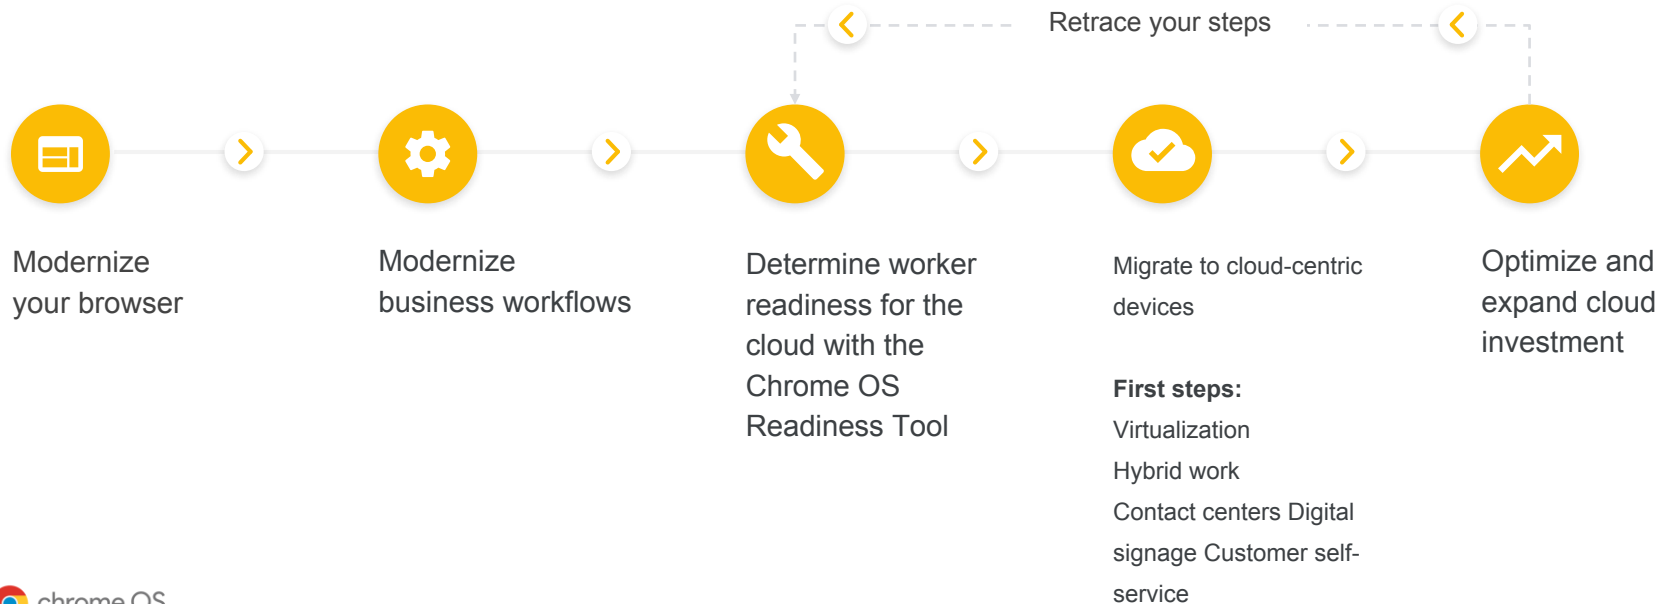 Retrace your steps
Modernize
your browser
Modernize
business workflows
Determine worker
readiness for the
cloud with the
Chrome OS
Readiness Tool
Migrate to cloud-centric
devices
First steps:
Virtualization
Hybrid work
Contact centers Digital
signage Customer self-
service
Optimize and
expand cloud
investment
chrome OS